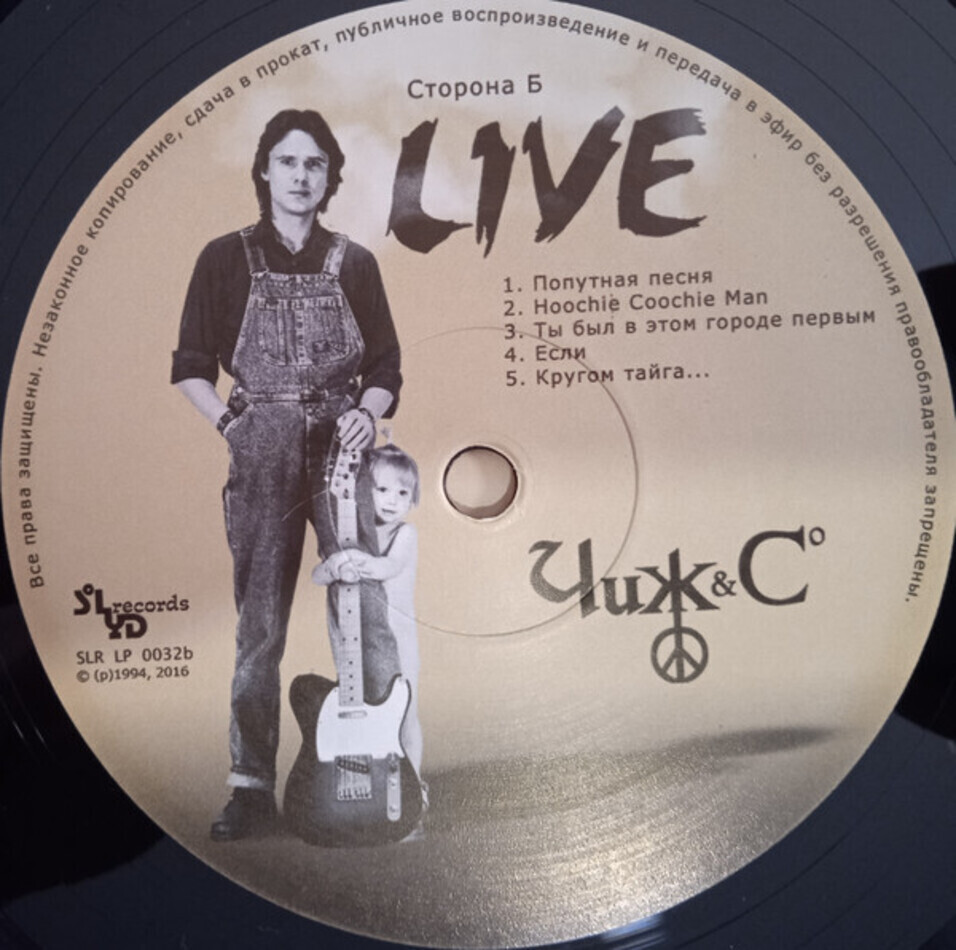 Все права защищены. Незаконное копирование, сдача в прокат, публичное воспроизведение и передача в эфир без разрешения правообладателя запрещены.
Сторона Б
LIVE
1. Попутная песня
2. Hoochie Coochie Man
3. Ты был в этом городе первым
4. Если
5. Кругом тайга...
Чиж & Cº
SoLYD records
SLR LP 0032b
© (p)1994, 2016